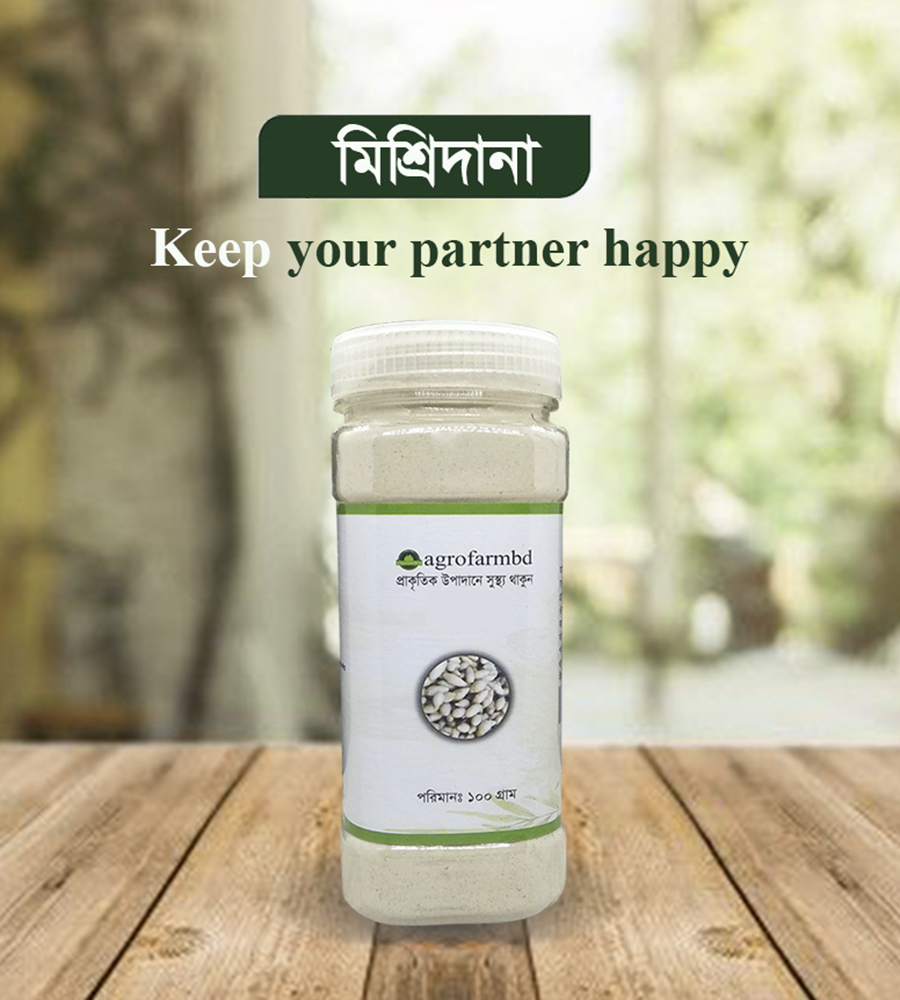 মিশ্রিদানা
Keep your partner happy
agrofarmbd
প্রাকৃতিক উপাদানে সুস্থ্য থাকুন
পরিমানঃ ১০০ গ্রাম